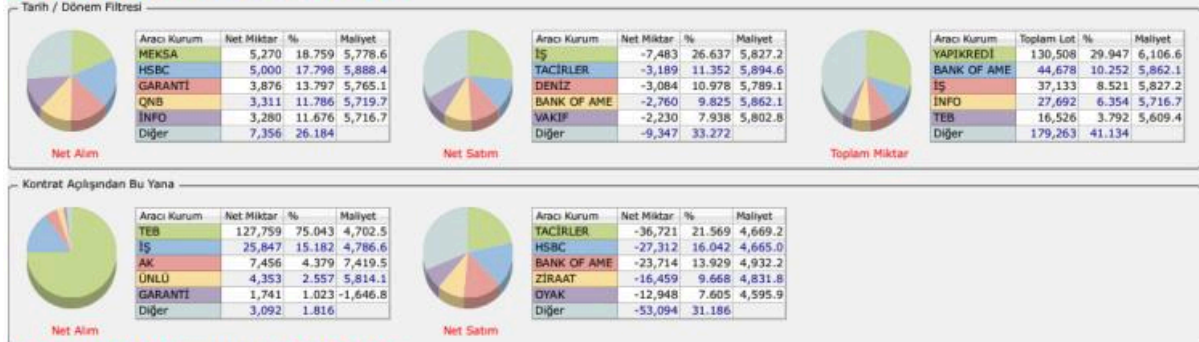 Tarih / Dönem Filtresi
Aracı Kurum Net Miktar % Maliyet
MEKSA 5,270 18.759 5,778.6
HSBC 5,000 17.798 5,888.4
GARANTİ 3,876 13.797 5,765.1
QNB 3,311 11.786 5,719.7
İNFO 3,280 11.676 5,716.7
Diğer 7,356 26.184
Net Alım
Aracı Kurum Net Miktar % Maliyet
İŞ -7,483 26.637 5,827.2
TACİRLER -3,189 11.352 5,894.6
DENİZ -3,084 10.978 5,789.1
BANK OF AME -2,760 9.825 5,862.1
VAKIF -2,230 7.938 5,802.8
Diğer -9,347 33.272
Net Satım
Aracı Kurum Toplam Lot % Maliyet
YAPIKREDİ 130,508 29.947 6,106.6
BANK OF AME 44,678 10.252 5,862.1
İŞ 37,133 8.521 5,827.2
İNFO 27,692 6.354 5,716.7
TEB 16,526 3.792 5,609.4
Diğer 179,263 41.134
Toplam Miktar
Kontrat Açılışından Bu Yana
Aracı Kurum Net Miktar % Maliyet
TEB 127,759 75.043 4,702.5
İŞ 25,847 15.182 4,786.6
AK 7,456 4.379 7,419.5
ÜNLÜ 4,353 2.557 5,814.1
GARANTİ 1,741 1.023 -1,646.8
Diğer 3,092 1.816
Net Alım
Aracı Kurum Net Miktar % Maliyet
TACİRLER -36,721 21.569 4,669.2
HSBC -27,312 16.042 4,665.0
BANK OF AME -23,714 13.929 4,932.2
ZİRAAT -16,459 9.668 4,831.8
OYAK -12,948 7.605 4,595.9
Diğer -53,094 31.186
Net Satım